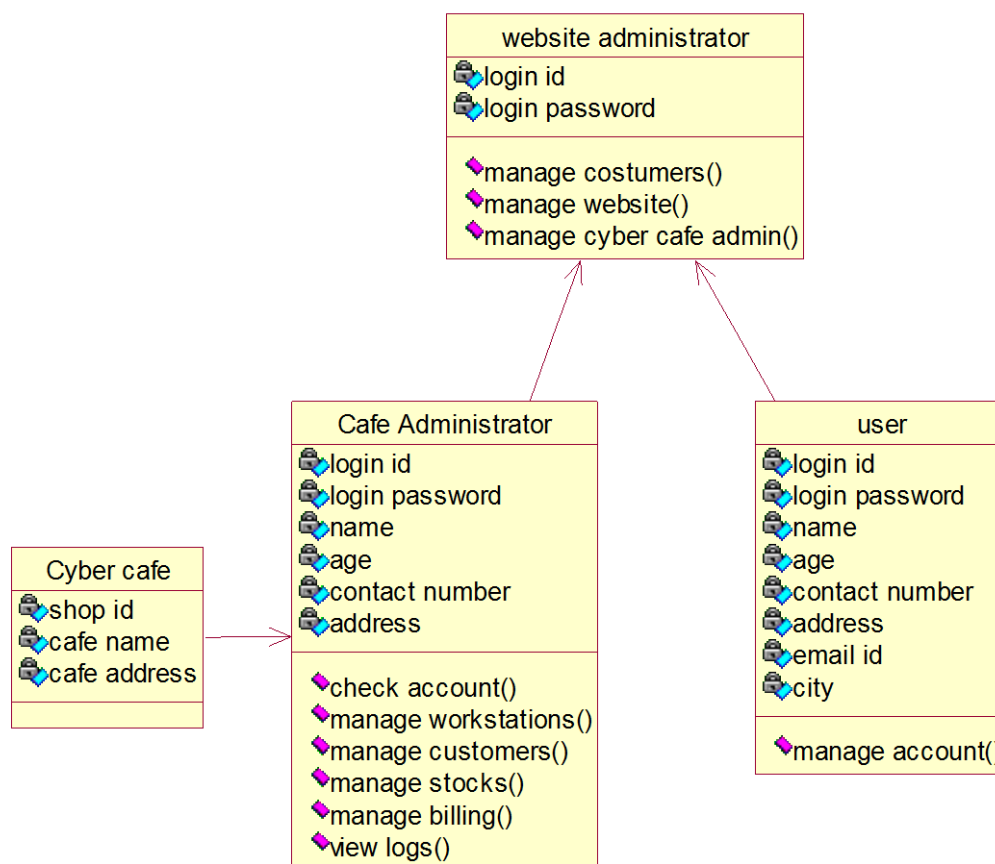 website administrator
login id
login password
manage costumers()
manage website()
manage cyber cafe admin()
Cafe Administrator
login id
login password
name
age
contact number
address
check account()
manage workstations()
manage customers()
manage stocks()
manage billing()
view logs()
user
login id
login password
name
age
contact number
address
email id
city
manage account()
Cyber cafe
shop id
cafe name
cafe address